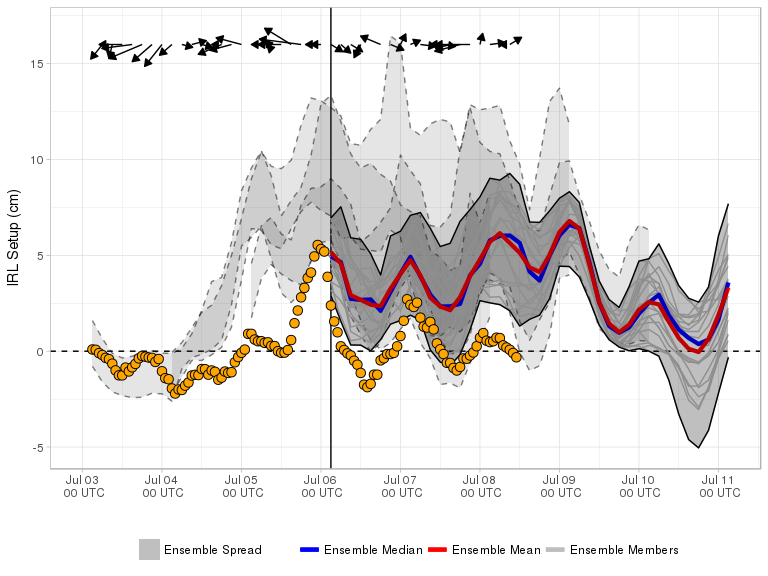 IRL Setup (cm)
15
10
5
0
-5
Jul 03 Jul 04 Jul 05 Jul 06 Jul 07 Jul 08 Jul 09 Jul 10 Jul 11
00 UTC 00 UTC 00 UTC 00 UTC 00 UTC 00 UTC 00 UTC 00 UTC 00 UTC
Ensemble Spread Ensemble Median Ensemble Mean Ensemble Members